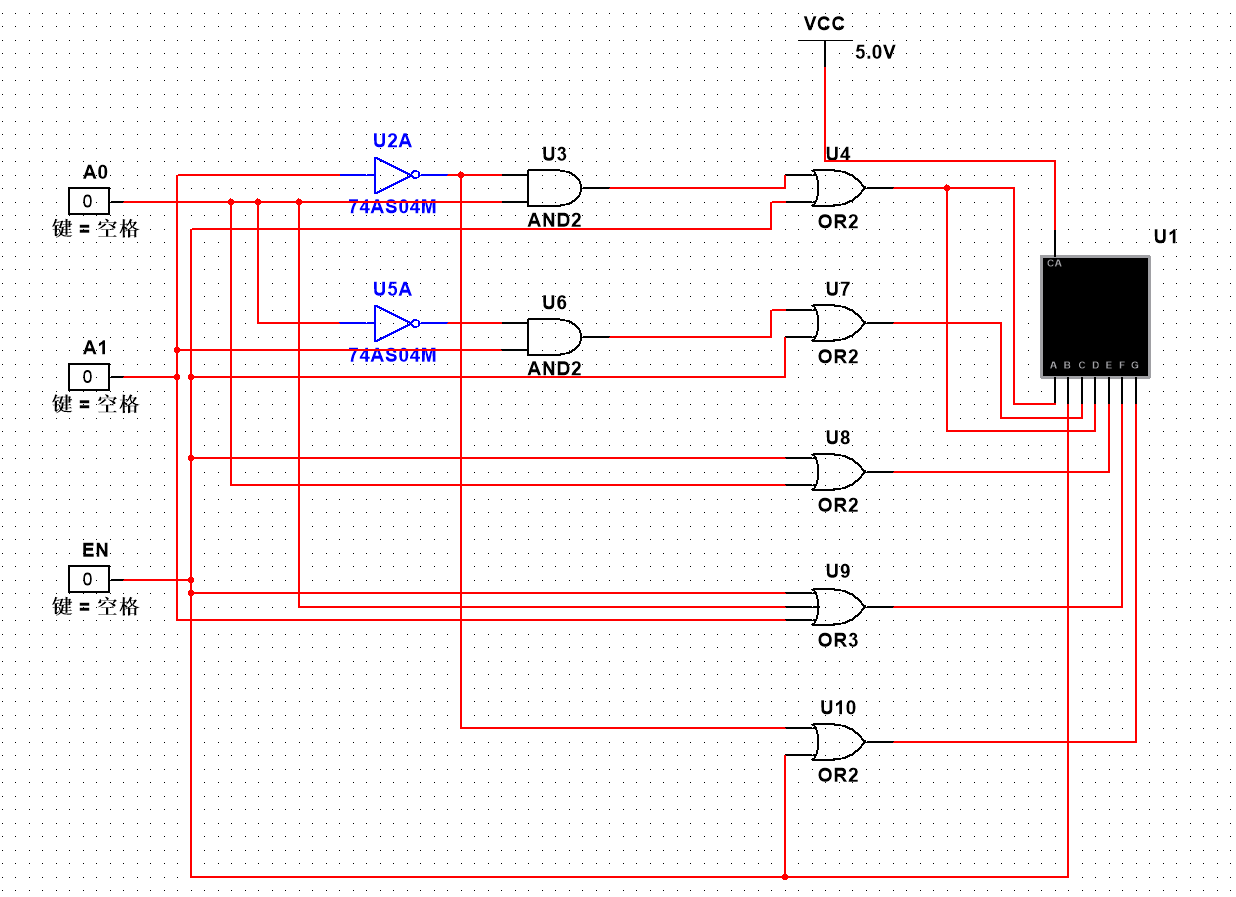 VCC
5.0V
U2A
U3
U4
A0
0
74AS04M
AND2
OR2
键 = 空格
U1
CA
U5A
U6
U7
A1
0
74AS04M
AND2
OR2
A B C D E F G
键 = 空格
U8
OR2
EN
0
键 = 空格
U9
OR3
U10
OR2